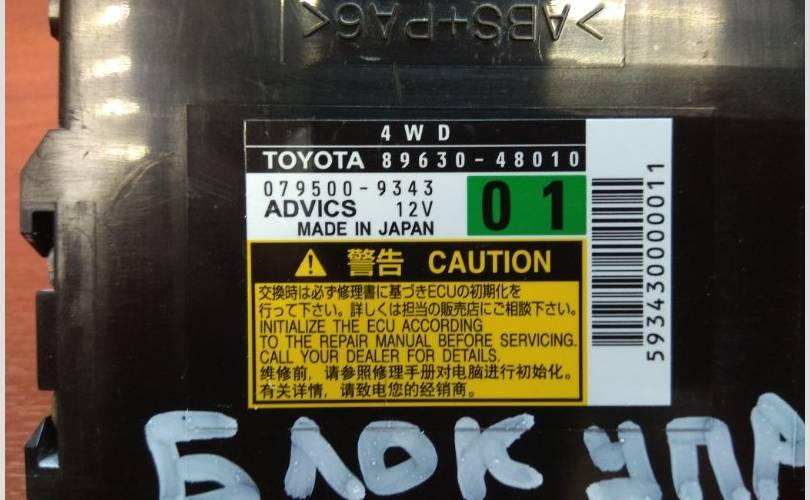 >ABS+PA6<
4WD
TOYOTA 89630-48010
079500-9343
ADVICS 12V
MADE IN JAPAN
01
警告 CAUTION
交換時は必ず修理書に基づきECUの初期化を
行って下さい。詳しくは担当の販売店にご相談下さい。
INITIALIZE THE ECU ACCORDING
TO THE REPAIR MANUAL BEFORE SERVICING.
CALL YOUR DEALER FOR DETAILS.
维修前，请参照修理手册对电脑进行初始化。
有关详情，请致电您的经销商。
593430000011
БЛОК УПА